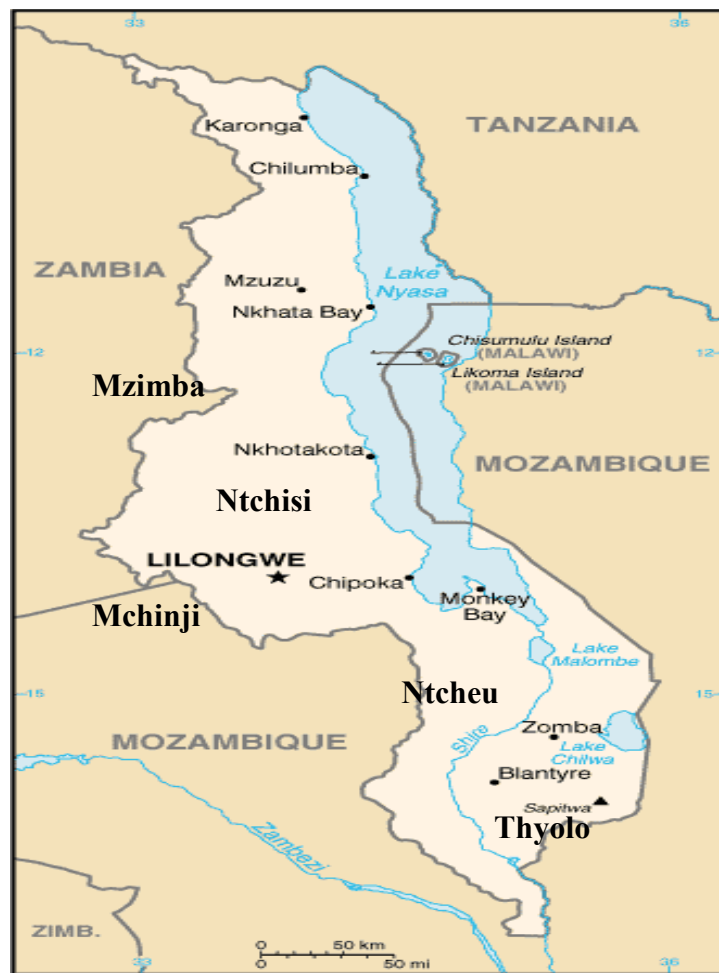 33
36
Karonga
TANZANIA
Chilumba
ZAMBIA
Mzuzu
Lake
Nyasa
Nkhata Bay
Chisumulu Island
(MALAWI)
12
12
Likoma Island
(MALAWI)
Mzimba
Nkhotakota
MOZAMBIQUE
Ntchisi
LILONGWE
Chipoka
Monkey
Bay
Mchinji
Lake
Malombe
Ntcheu
15
15
MOZAMBIQUE
Shire
Zomba
Lake
Chilwa
Blantyre
Sapitwa
Thyolo
Zambezi
ZIMB.
0 50 km
0 50 mi
33
36